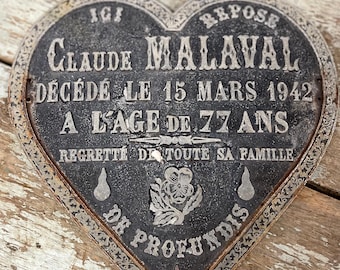 ICI REPOSE
CLAUDE MALAVAL
DÉCÉDÉ LE 15 MARS 1942
A L'AGE DE 77 ANS
REGRETTÉ DE TOUTE SA FAMILLE
DE PROFUNDIS